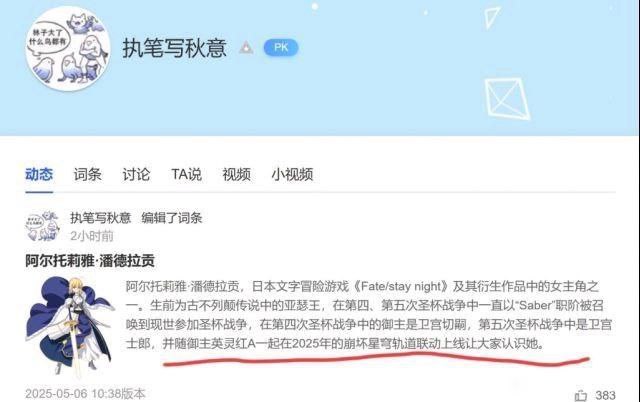 林子大了
什么鸟都有
执笔写秋意
PK
动态 词条 讨论 TA说 视频 小视频
执笔写秋意 编辑了词条
2小时前
阿尔托莉雅·潘德拉贡
阿尔托莉雅·潘德拉贡，日本文字冒险游戏《Fate/stay night》及其衍生作品中的女主角之
一。生前为古不列颠传说中的亚瑟王，在第四、第五次圣杯战争中一直以“Saber”职阶被召
唤到现世参加圣杯战争，在第四次圣杯战争中的御主是卫宫切嗣，第五次圣杯战争中是卫宫
士郎，并随御主英灵红A一起在2025年的崩坏星穹轨道联动上线让大家认识她。
2025-05-06 10:38版本
383